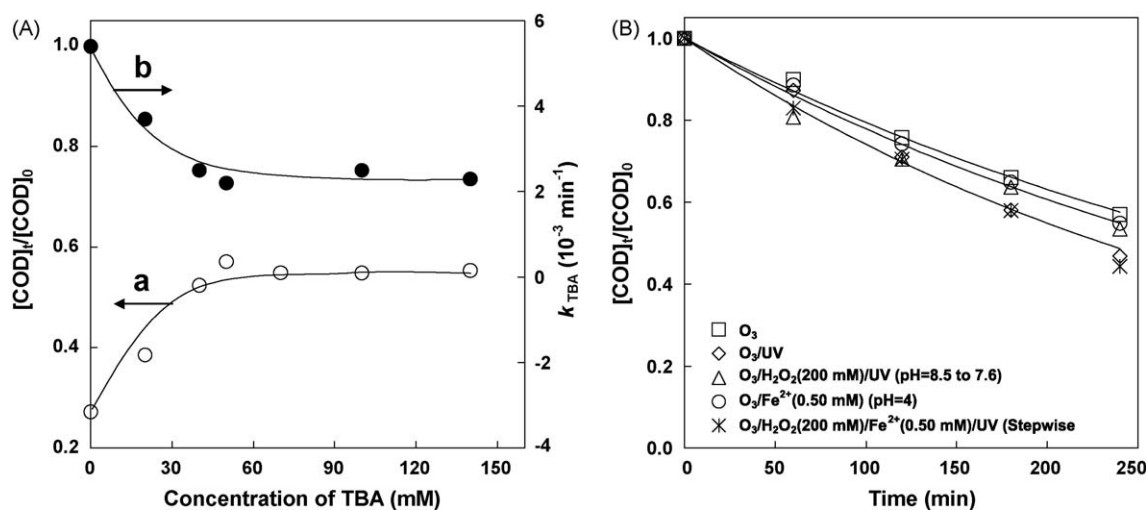 (A)
[COD]t/[COD]0
1.0
0.8
0.6
0.4
0.2
b
a
6
4
2
0
-2
-4
k TBA (10-3 min-1)
0
30
60
90
120
150
Concentration of TBA (mM)
(B)
[COD]t/[COD]0
1.0
0.8
0.6
0.4
0.2
0.0
O3
O3/UV
O3/H2O2(200 mM)/UV (pH=8.5 to 7.6)
O3/Fe2+(0.50 mM) (pH=4)
O3/H2O2(200 mM)/Fe2+(0.50 mM)/UV (Stepwise
0
50
100
150
200
250
Time (min)